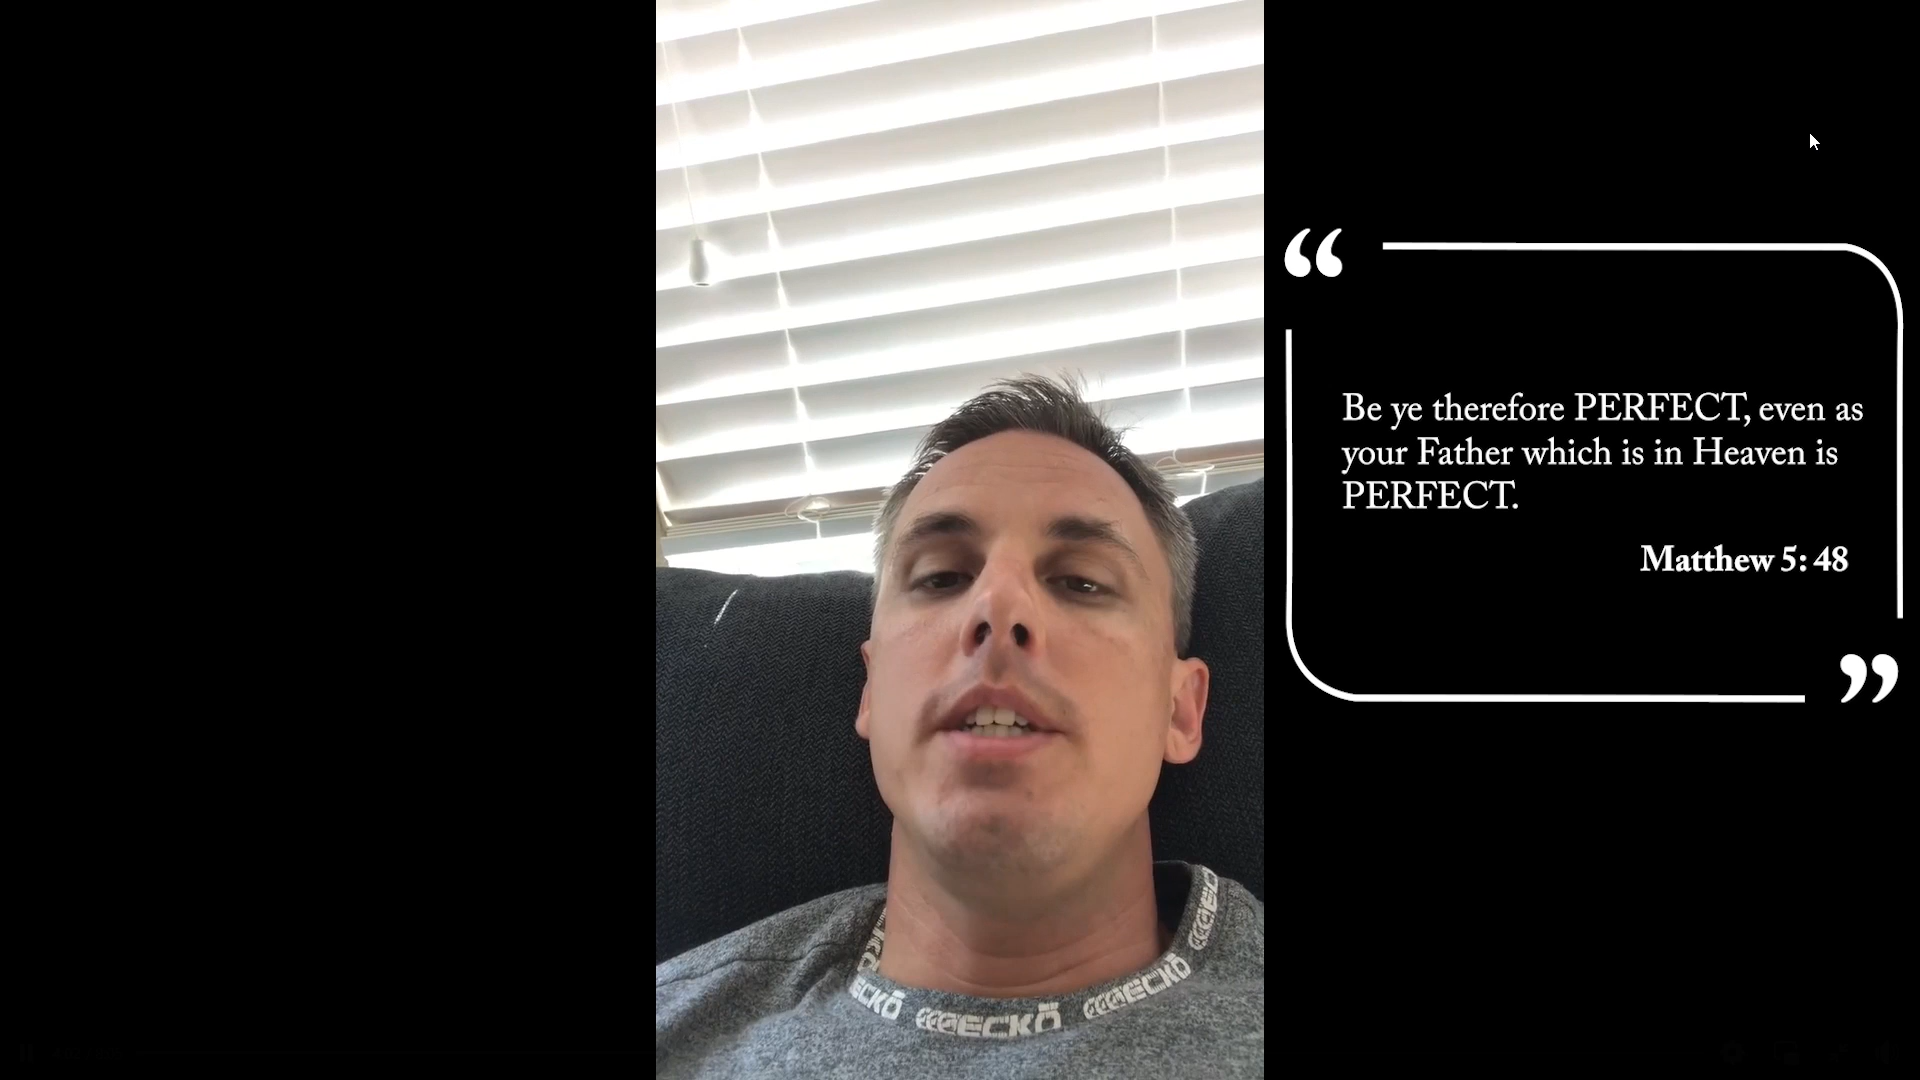 “
Be ye therefore PERFECT, even as
your Father which is in Heaven is
PERFECT.
Matthew 5: 48
”
ECKŌ ECKŌ ECKŌ